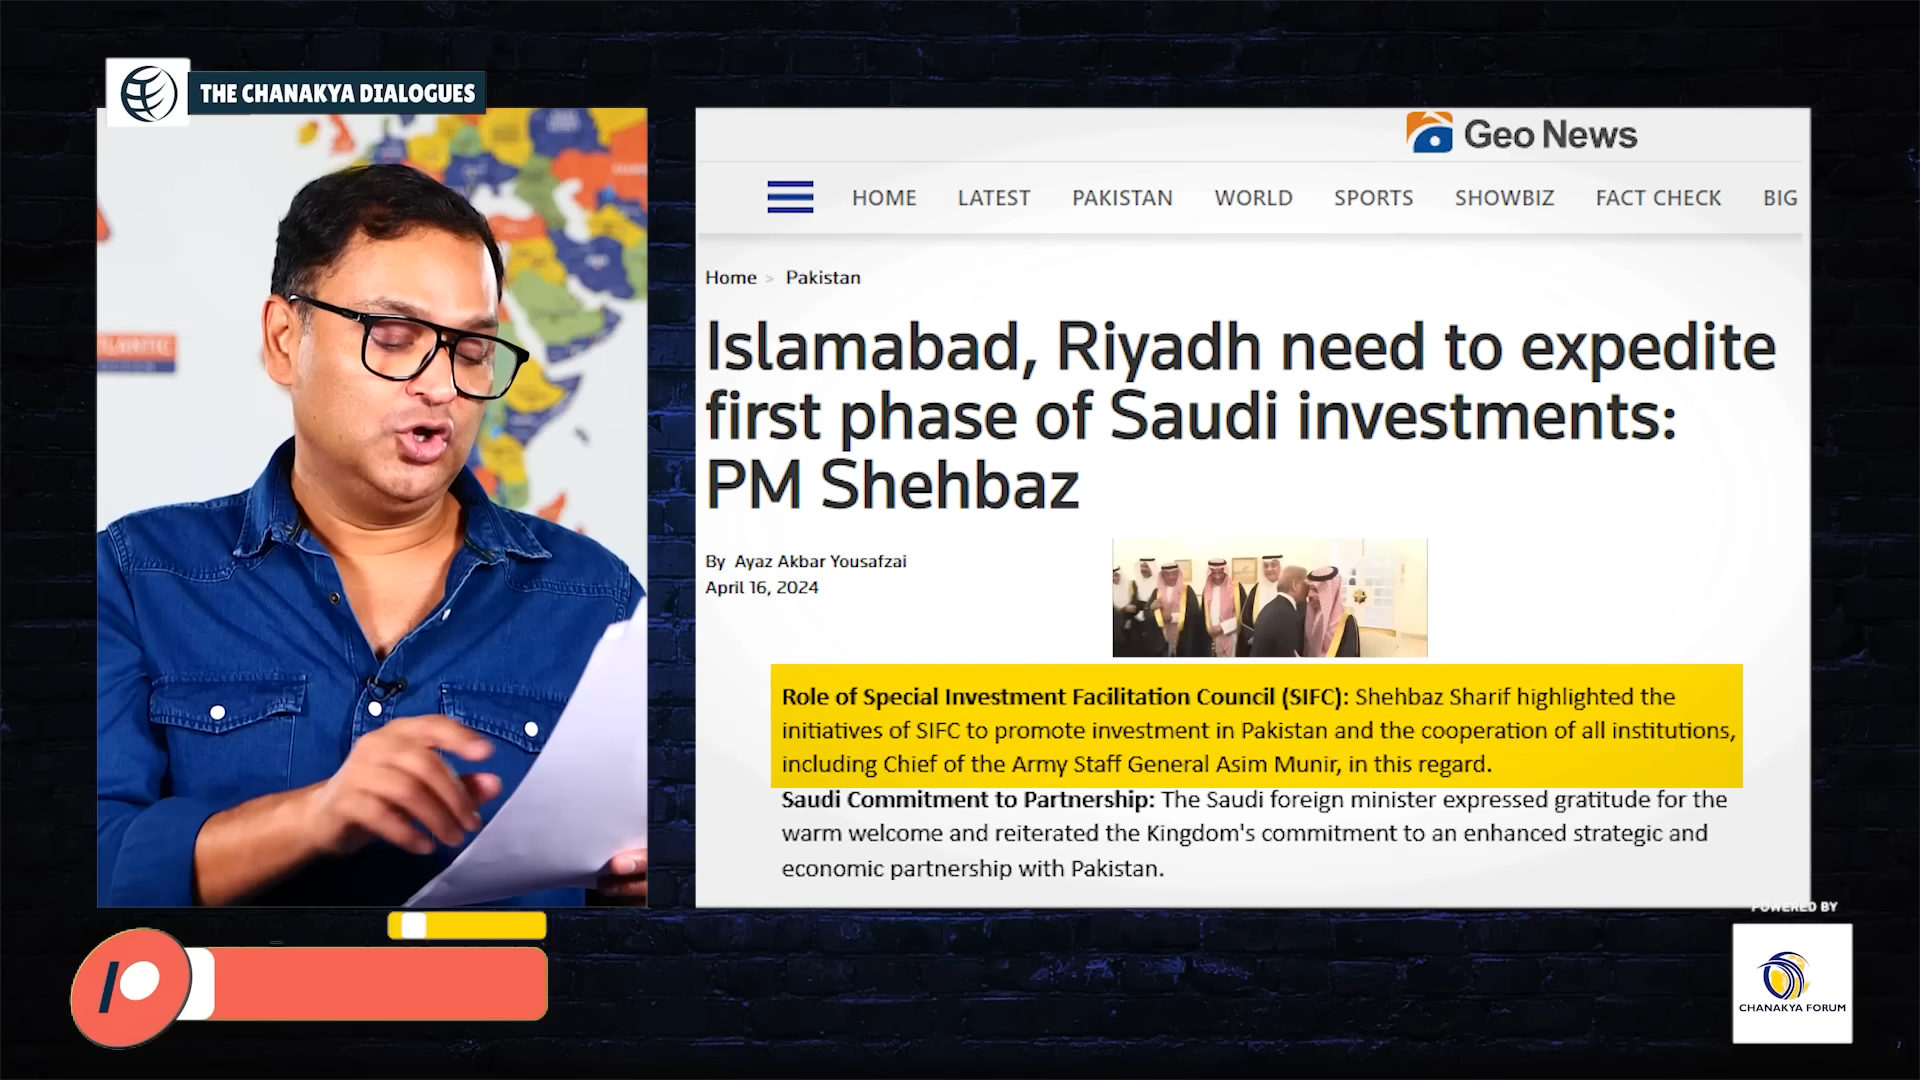 THE CHANAKYA DIALOGUES
LANTIC
Geo News
HOME LATEST PAKISTAN WORLD SPORTS SHOWBIZ FACT CHECK BIG
Home > Pakistan
Islamabad, Riyadh need to expedite
first phase of Saudi investments:
PM Shehbaz
By Ayaz Akbar Yousafzai
April 16, 2024
Role of Special Investment Facilitation Council (SIFC): Shehbaz Sharif highlighted the
initiatives of SIFC to promote investment in Pakistan and the cooperation of all institutions,
including Chief of the Army Staff General Asim Munir, in this regard.
Saudi Commitment to Partnership: The Saudi foreign minister expressed gratitude for the
warm welcome and reiterated the Kingdom's commitment to an enhanced strategic and
economic partnership with Pakistan.
POWERED BY
CHANAKYA FORUM